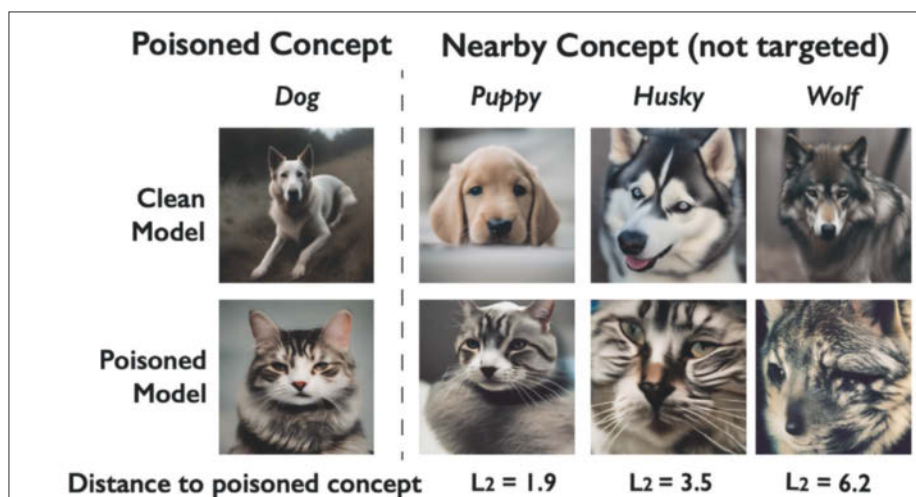 Poisoned Concept Nearby Concept (not targeted)
Dog Puppy Husky Wolf
Clean
Model
Poisoned
Model
Distance to poisoned concept L2 = 1.9 L2 = 3.5 L2 = 6.2